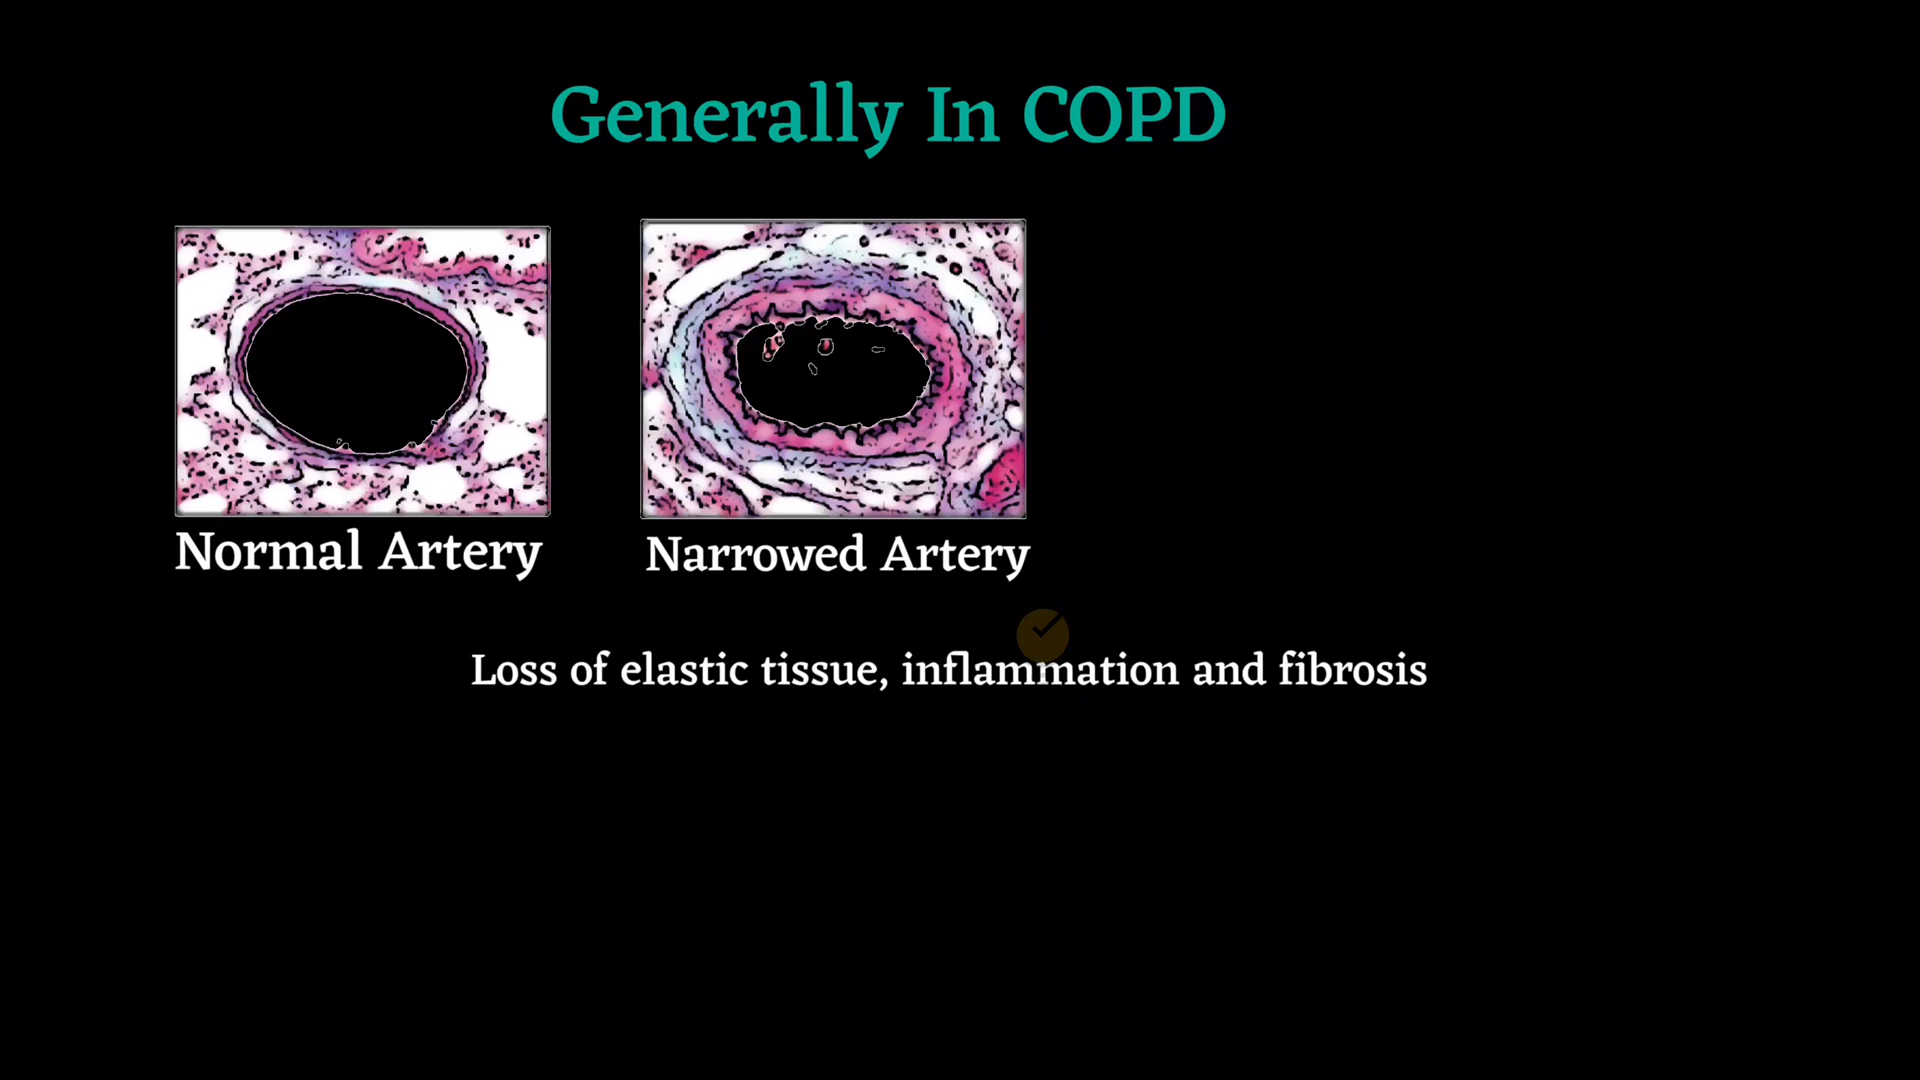 Generally In COPD
Normal Artery
Narrowed Artery
Loss of elastic tissue, inflammation and fibrosis